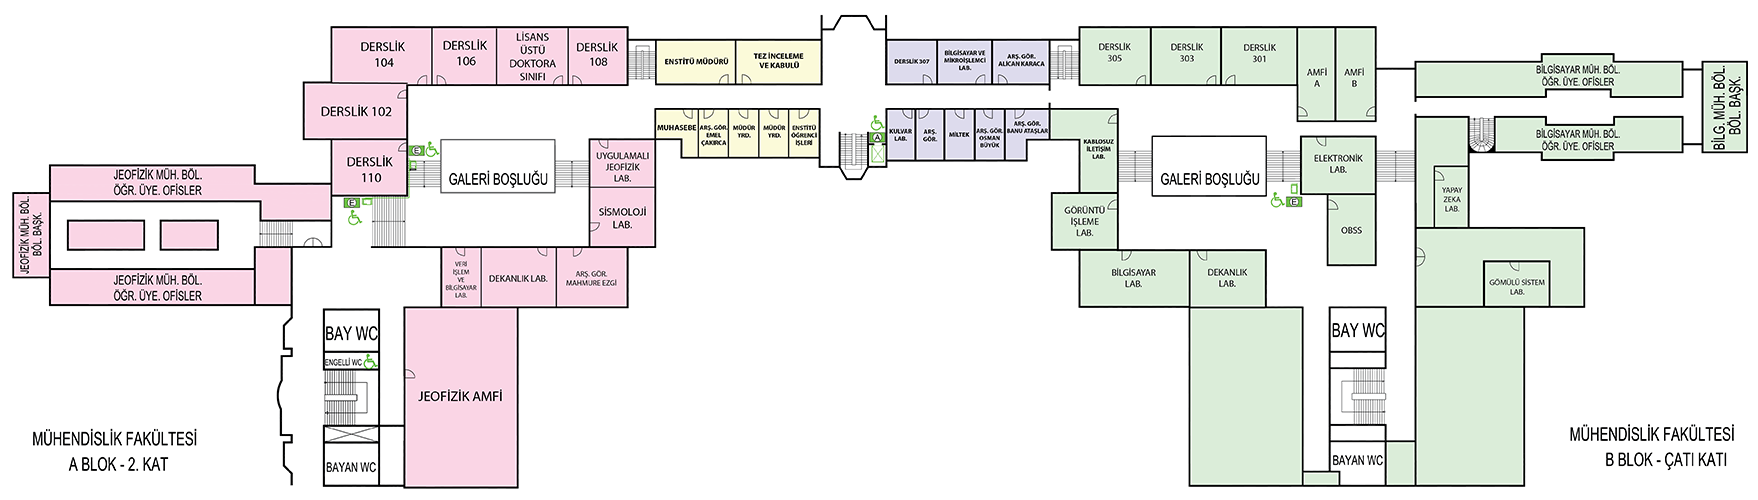 DERSLİK
104
DERSLİK
106
LİSANS
ÜSTÜ
DOKTORA
SINIFI
DERSLİK
108
ENSTİTÜ MÜDÜRÜ
TEZ İNCELEME
VE KABULÜ
DERSLİK 307
BİLGİSAYAR VE
MİKROİŞLEMCİ
LAB.
ARŞ. GÖR.
ALICAN KARACA
DERSLİK
305
DERSLİK
303
DERSLİK
301
AMFİ
A
AMFİ
B
BİLGİSAYAR MÜH. BÖL.
ÖĞR. ÜYE. OFİSLER
BİLG. MÜH. BÖL.
BÖL. BAŞK.
DERSLİK 102
MUHASEBE
ARŞ. GÖR.
EMEL
ÇAKIRCA
MÜDÜR
YRD.
MÜDÜR
YRD.
ENSTİTÜ
ÖĞRENCİ
İŞLERİ
A
KULVAR
LAB.
ARŞ.
GÖR.
MİLTEK
ARŞ. GÖR.
OSMAN
BÜYÜK
ARŞ. GÖR.
BANU ATAŞLAR
KABLOSUZ
İLETİŞİM
LAB.
BİLGİSAYAR MÜH. BÖL.
ÖĞR. ÜYE. OFİSLER
DERSLİK
110
E
GALERİ BOŞLUĞU
UYGULAMALI
JEOFİZİK
LAB.
GALERİ BOŞLUĞU
ELEKTRONİK
LAB.
E
YAPAY
ZEKA
LAB.
JEOFİZİK MÜH. BÖL.
ÖĞR. ÜYE. OFİSLER
JEOFİZİK MÜH. BÖL.
BÖL. BAŞK.
E
SİSMOLOJİ
LAB.
GÖRÜNTÜ
İŞLEME
LAB.
OBSS
JEOFİZİK MÜH. BÖL.
ÖĞR. ÜYE. OFİSLER
VERİ
İŞLEM
VE
BİLGİSAYAR
LAB.
DEKANLIK LAB.
ARŞ. GÖR.
MAHMURE EZGİ
BİLGİSAYAR
LAB.
DEKANLIK
LAB.
GÖMÜLÜ SİSTEM
LAB.
BAY WC
ENGELLİ WC
BAY WC
JEOFİZİK AMFİ
BAYAN WC
BAYAN WC
MÜHENDİSLİK FAKÜLTESİ
A BLOK - 2. KAT
MÜHENDİSLİK FAKÜLTESİ
B BLOK - ÇATI KATI